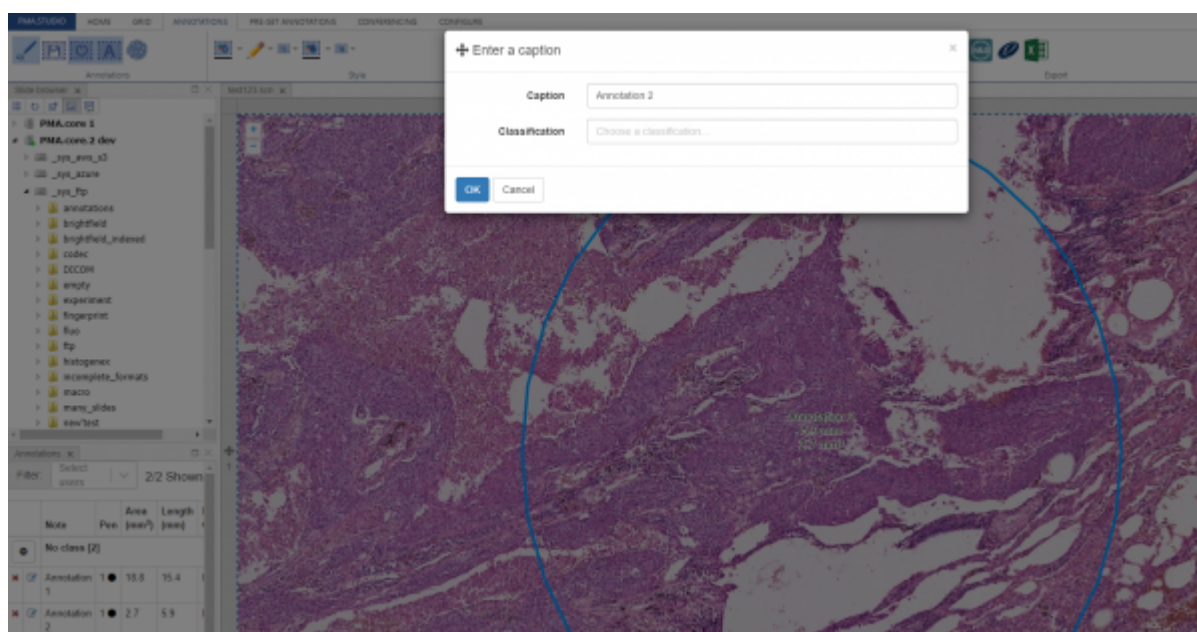 PMA.STUDIO HOME GRID ANNOTATIONS PRE-SET ANNOTATIONS CONFERENCING CONFIGURE
Enter a caption
×
Annotations
Style
Export
Slide browser ×
test123.scn ×
Caption Annotation 2
Classification Choose a classification...
OK Cancel
PMA.core 1
PMA.core.2 dev
_sys_aws_s3
_sys_azure
_sys_ftp
annotations
brightfield
brightfield_indexed
codec
DICOM
empty
experiment
fingerprint
fluo
ftp
histogenex
incomplete_formats
macro
many_slides
newTest
Annotations ×
Filter: Select users 2/2 Shown
Note Pen Area (mm²) Length (mm)
No class [2]
Annotation 1 1 18.8 15.4
Annotation 2 1 2.7 5.9